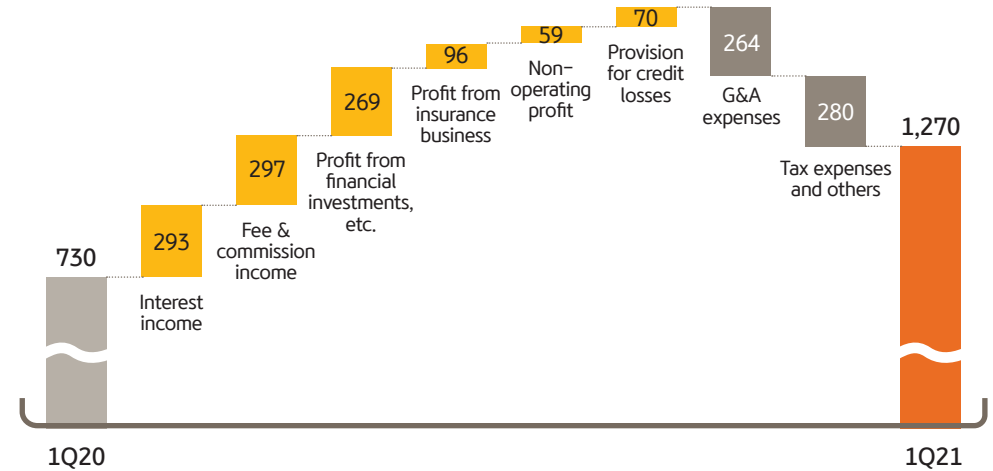 730
1Q20
293
Interest
income
297
Fee &
commission
income
269
Profit from
financial
investments,
etc.
96
Profit from
insurance
business
59
Non-
operating
profit
70
Provision
for credit
losses
264
G&A
expenses
280
Tax expenses
and others
1,270
1Q21